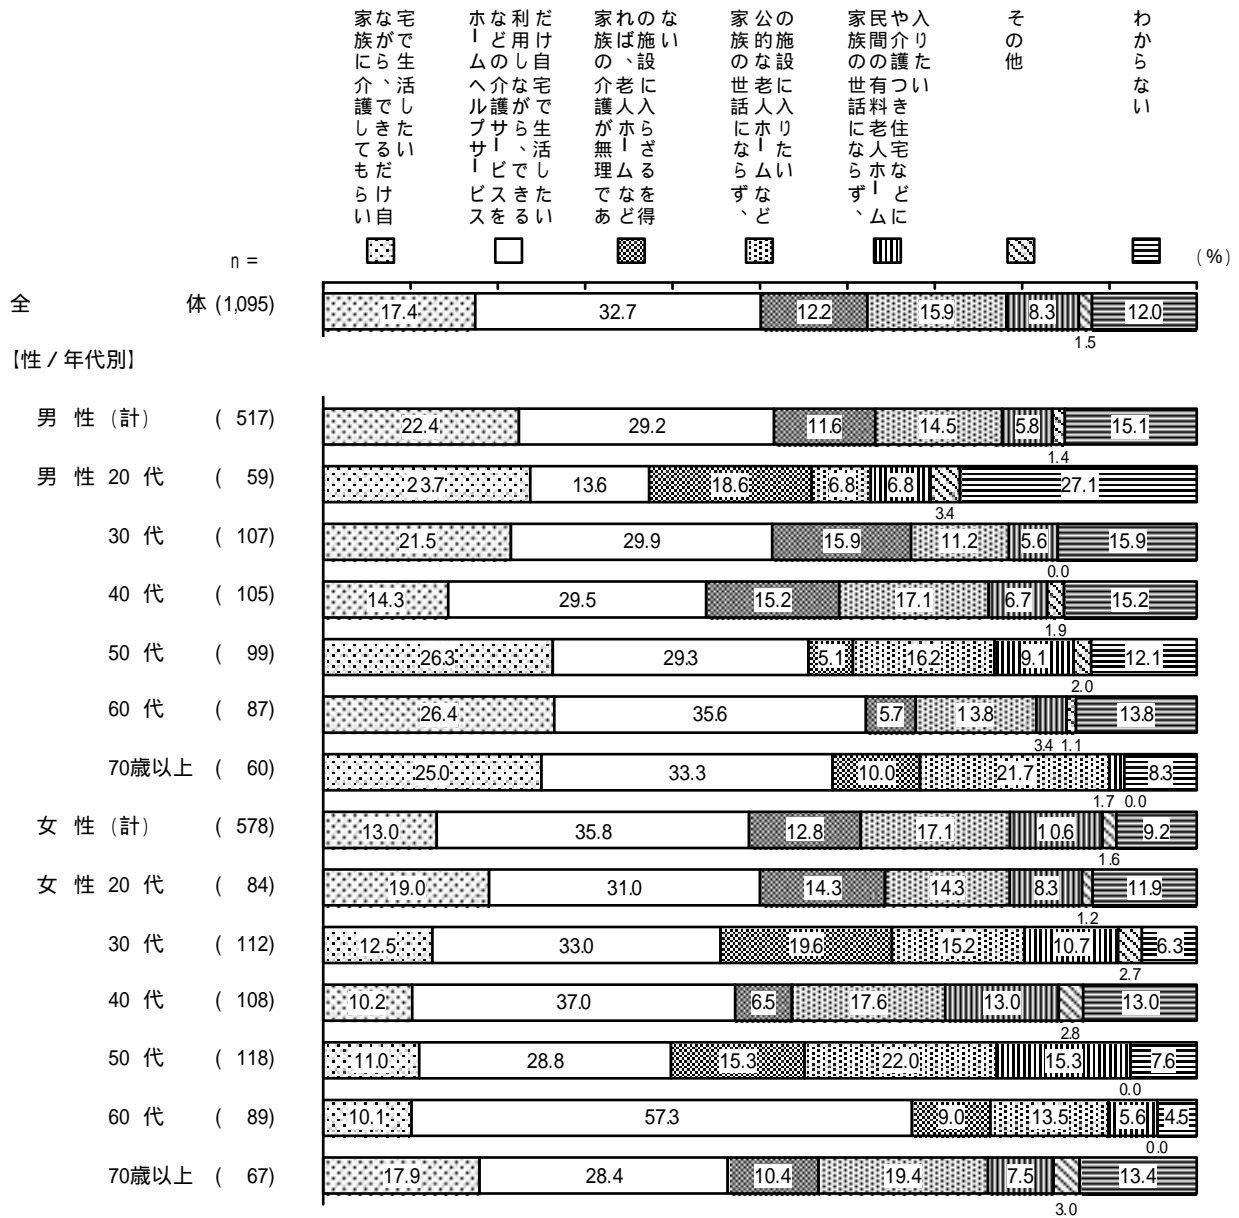 家族に介護してもらい
ながら、できるだけ自
宅で生活したい
ホームヘルプサービス
などの介護サービスを
利用しながら、できる
だけ自宅で生活したい
家族の介護が無理であ
れば、老人ホームなど
の施設に入らざるを得
ない
家族の世話にならず、
公的な老人ホームなど
の施設に入りたい
家族の世話にならず、
民間の有料老人ホーム
や介護つき住宅などに
入りたい
その他
わからない
n =
(%)
全 体 (1,095) 17.4 32.7 12.2 15.9 8.3 1.5 12.0
【性/年代別】
男 性 (計) ( 517) 22.4 29.2 11.6 14.5 5.8 1.4 15.1
男 性 20 代 ( 59) 23.7 13.6 18.6 6.8 6.8 3.4 27.1
30 代 ( 107) 21.5 29.9 15.9 11.2 5.6 0.0 15.9
40 代 ( 105) 14.3 29.5 15.2 17.1 6.7 1.9 15.2
50 代 ( 99) 26.3 29.3 5.1 16.2 9.1 2.0 12.1
60 代 ( 87) 26.4 35.6 5.7 13.8 3.4 1.1 13.8
70歳以上 ( 60) 25.0 33.3 10.0 21.7 1.7 0.0 8.3
女 性 (計) ( 578) 13.0 35.8 12.8 17.1 10.6 1.6 9.2
女 性 20 代 ( 84) 19.0 31.0 14.3 14.3 8.3 1.2 11.9
30 代 ( 112) 12.5 33.0 19.6 15.2 10.7 2.7 6.3
40 代 ( 108) 10.2 37.0 6.5 17.6 13.0 2.8 13.0
50 代 ( 118) 11.0 28.8 15.3 22.0 15.3 0.0 7.6
60 代 ( 89) 10.1 57.3 9.0 13.5 5.6 0.0 4.5
70歳以上 ( 67) 17.9 28.4 10.4 19.4 7.5 3.0 13.4